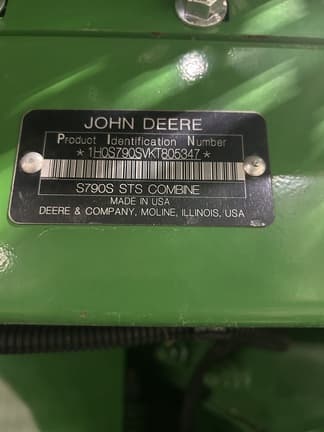 JOHN DEERE
Product Identification Number
*1H0S790SVKT805347*
S790S STS COMBINE
MADE IN USA
DEERE & COMPANY, MOLINE, ILLINOIS, USA